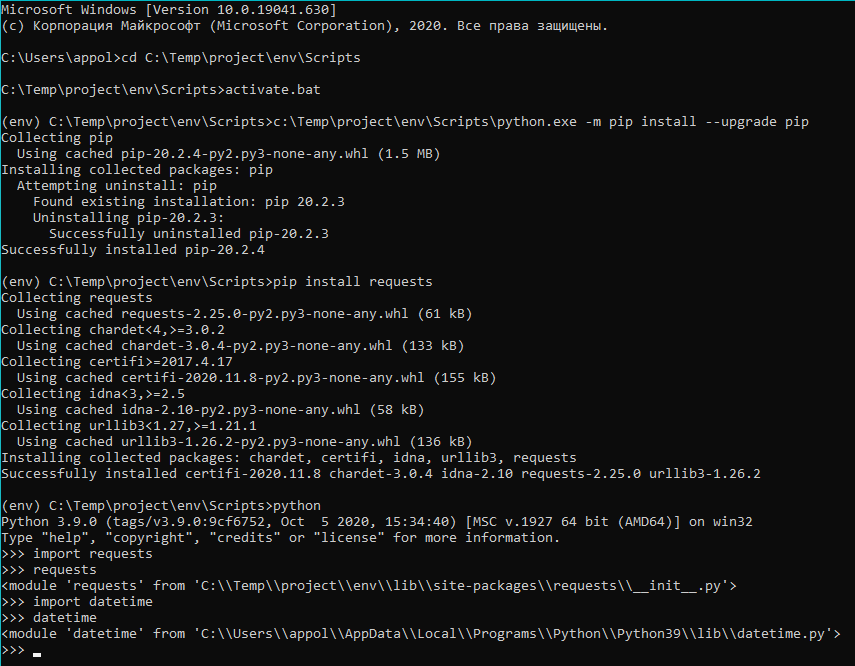 Microsoft Windows [Version 10.0.19041.630]
(c) Корпорация Майкрософт (Microsoft Corporation), 2020. Все права защищены.
C:\Users\appol>cd C:\Temp\project\env\Scripts
C:\Temp\project\env\Scripts>activate.bat
(env) C:\Temp\project\env\Scripts>c:\Temp\project\env\Scripts\python.exe -m pip install --upgrade pip
Collecting pip
  Using cached pip-20.2.4-py2.py3-none-any.whl (1.5 MB)
Installing collected packages: pip
  Attempting uninstall: pip
    Found existing installation: pip 20.2.3
    Uninstalling pip-20.2.3:
      Successfully uninstalled pip-20.2.3
Successfully installed pip-20.2.4
(env) C:\Temp\project\env\Scripts>pip install requests
Collecting requests
  Using cached requests-2.25.0-py2.py3-none-any.whl (61 kB)
Collecting chardet<4,>=3.0.2
  Using cached chardet-3.0.4-py2.py3-none-any.whl (133 kB)
Collecting certifi>=2017.4.17
  Using cached certifi-2020.11.8-py2.py3-none-any.whl (155 kB)
Collecting idna<3,>=2.5
  Using cached idna-2.10-py2.py3-none-any.whl (58 kB)
Collecting urllib3<1.27,>=1.21.1
  Using cached urllib3-1.26.2-py2.py3-none-any.whl (136 kB)
Installing collected packages: chardet, certifi, idna, urllib3, requests
Successfully installed certifi-2020.11.8 chardet-3.0.4 idna-2.10 requests-2.25.0 urllib3-1.26.2
(env) C:\Temp\project\env\Scripts>python
Python 3.9.0 (tags/v3.9.0:9cf6752, Oct  5 2020, 15:34:40) [MSC v.1927 64 bit (AMD64)] on win32
Type "help", "copyright", "credits" or "license" for more information.
>>> import requests
>>> requests
<module 'requests' from 'C:\\Temp\\project\\env\\lib\\site-packages\\requests\\__init__.py'>
>>> import datetime
>>> datetime
<module 'datetime' from 'C:\\Users\\appol\\AppData\\Local\\Programs\\Python\\Python39\\lib\\datetime.py'>
>>> _